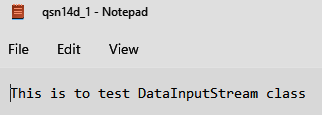 qsn14d_1 - Notepad
File Edit View
This is to test DataInputStream class